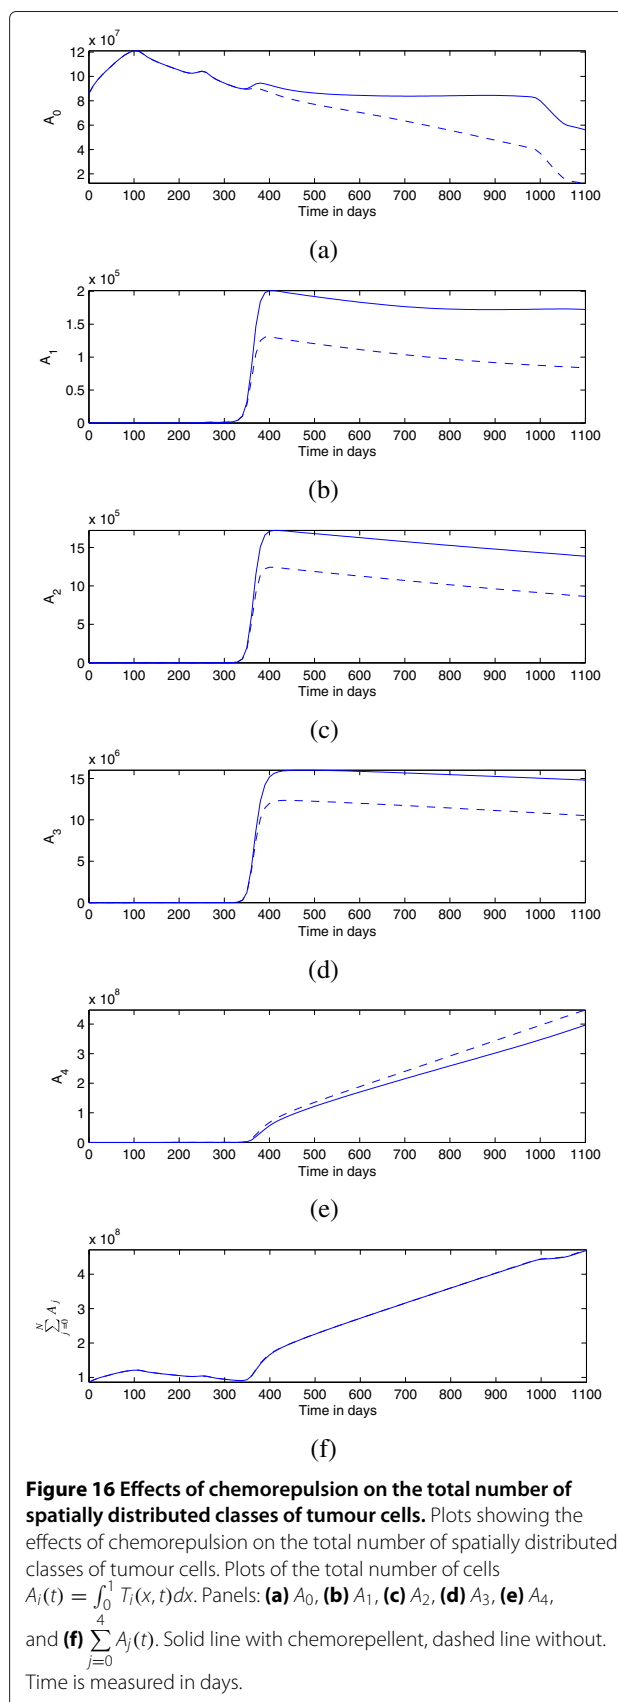 x 10^7
12
10
8
6
4
2
A_0
0 100 200 300 400 500 600 700 800 900 1000 1100
Time in days
(a)
x 10^5
2
1.5
1
0.5
0
A_1
0 100 200 300 400 500 600 700 800 900 1000 1100
Time in days
(b)
x 10^5
15
10
5
0
A_2
0 100 200 300 400 500 600 700 800 900 1000 1100
Time in days
(c)
x 10^6
15
10
5
0
A_3
0 100 200 300 400 500 600 700 800 900 1000 1100
Time in days
(d)
x 10^8
4
3
2
1
0
A_4
0 100 200 300 400 500 600 700 800 900 1000 1100
Time in days
(e)
x 10^8
4
3
2
1
∑_{j=0}^{N} A_j
0 100 200 300 400 500 600 700 800 900 1000 1100
Time in days
(f)
Figure 16 Effects of chemorepulsion on the total number of
spatially distributed classes of tumour cells. Plots showing the
effects of chemorepulsion on the total number of spatially distributed
classes of tumour cells. Plots of the total number of cells
A_i(t) = ∫_0^1 T_i(x, t)dx. Panels: (a) A_0, (b) A_1, (c) A_2, (d) A_3, (e) A_4,
and (f) ∑_{j=0}^{4} A_j(t). Solid line with chemorepellent, dashed line without.
Time is measured in days.